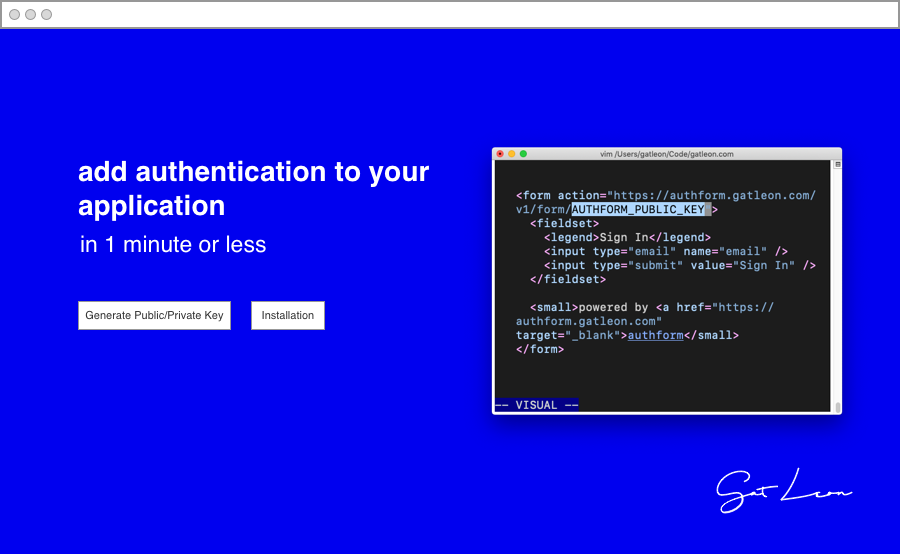 add authentication to your
application
in 1 minute or less
Generate Public/Private Key
Installation
vim /Users/gatleon/Code/gatleon.com
<form action="https://authform.gatleon.com/
v1/form/AUTHFORM_PUBLIC_KEY">
<fieldset>
<legend>Sign In</legend>
<input type="email" name="email" />
<input type="submit" value="Sign In" />
</fieldset>
<small>powered by <a href="https://
authform.gatleon.com"
target="_blank">authform</small>
</form>
-- VISUAL --
Gat Leon